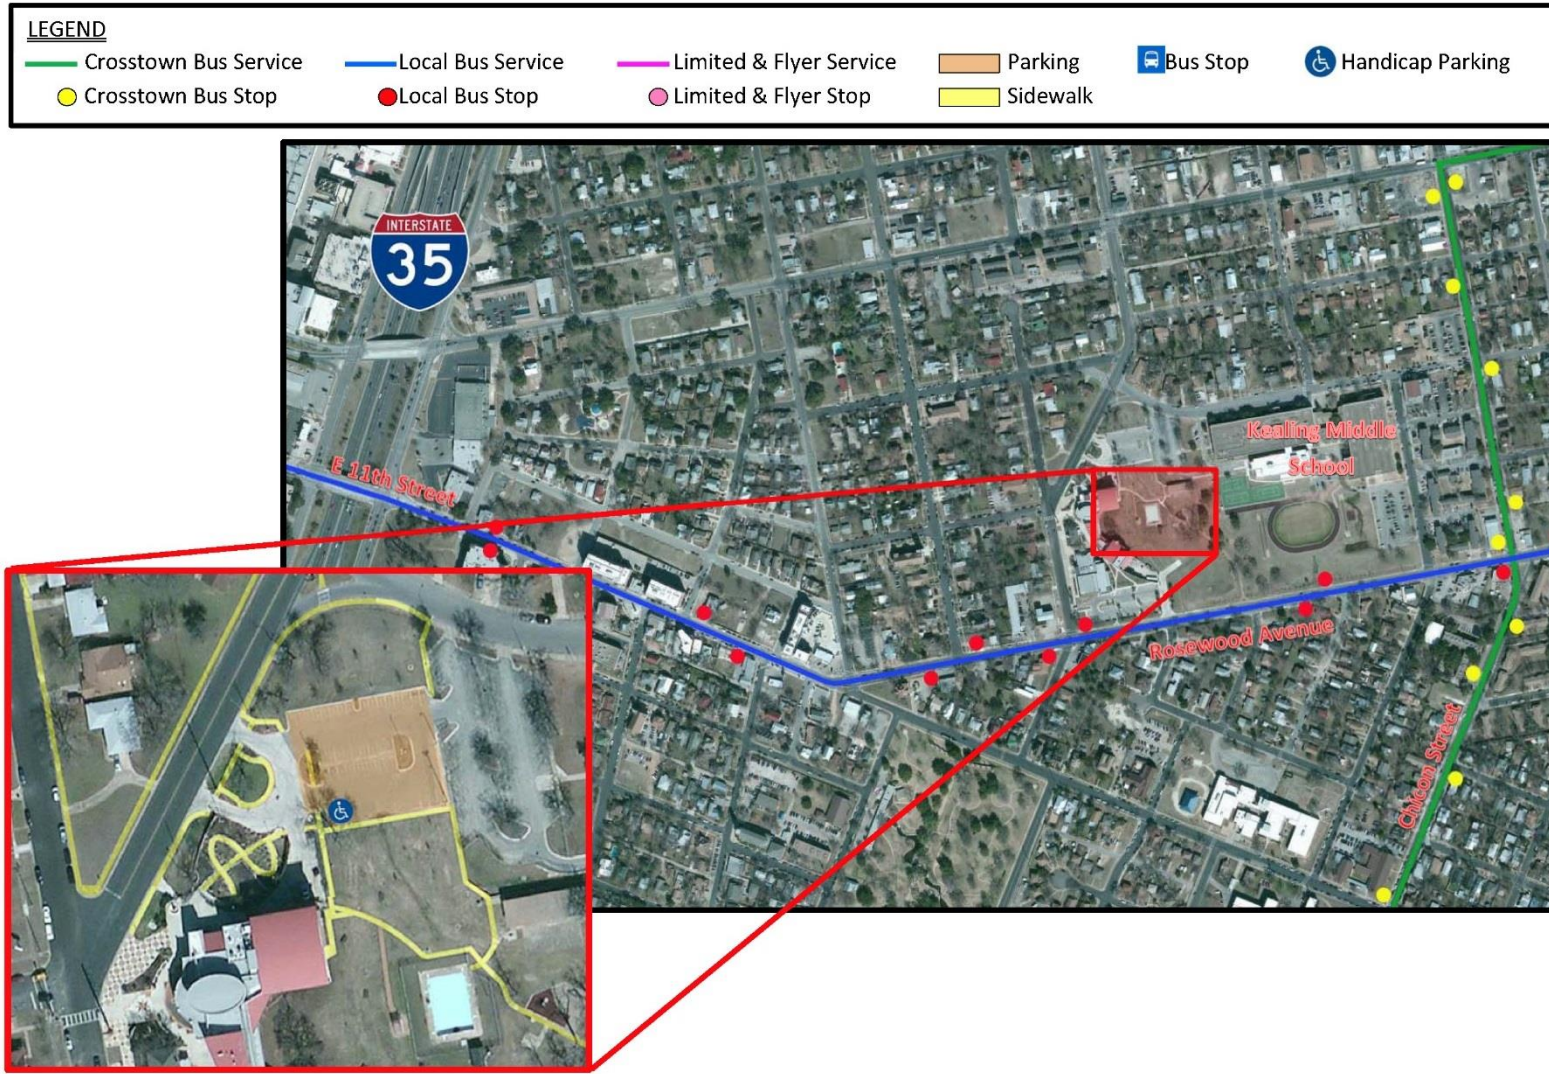 LEGEND
Crosstown Bus Service
Local Bus Service
Limited & Flyer Service
Parking
Bus Stop
Handicap Parking
Crosstown Bus Stop
Local Bus Stop
Limited & Flyer Stop
Sidewalk
INTERSTATE
35
E 11th Street
Kealing Middle
School
Rosewood Avenue
Chicon Street